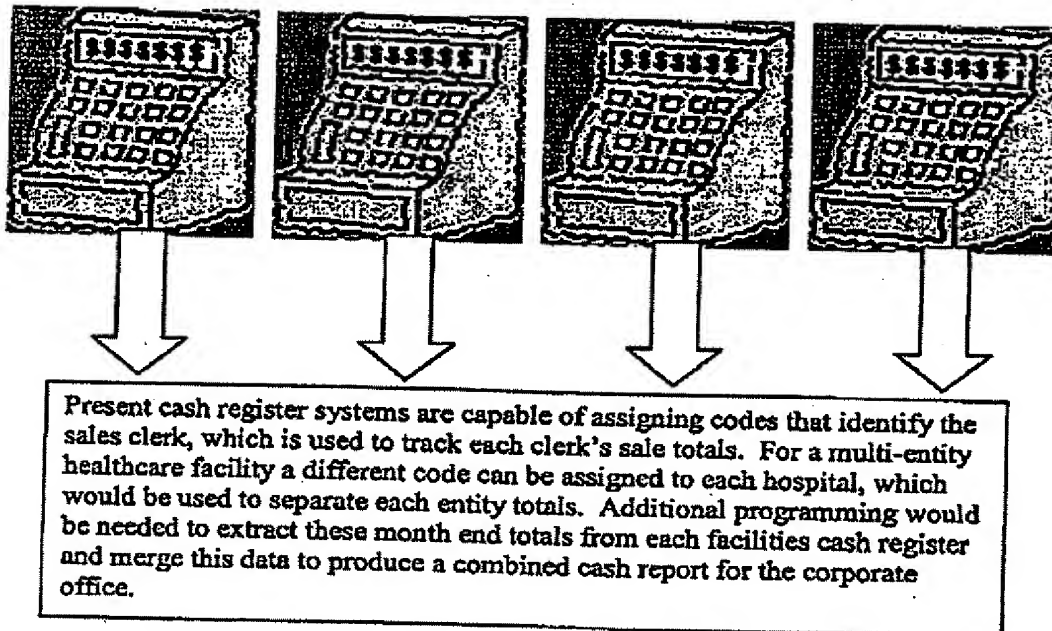 $$$$$$$ $$$$$$$ $$$$$$$ $$$$$$$
Present cash register systems are capable of assigning codes that identify the
sales clerk, which is used to track each clerk's sale totals. For a multi-entity
healthcare facility a different code can be assigned to each hospital, which
would be used to separate each entity totals. Additional programming would
be needed to extract these month end totals from each facilities cash register
and merge this data to produce a combined cash report for the corporate
office.